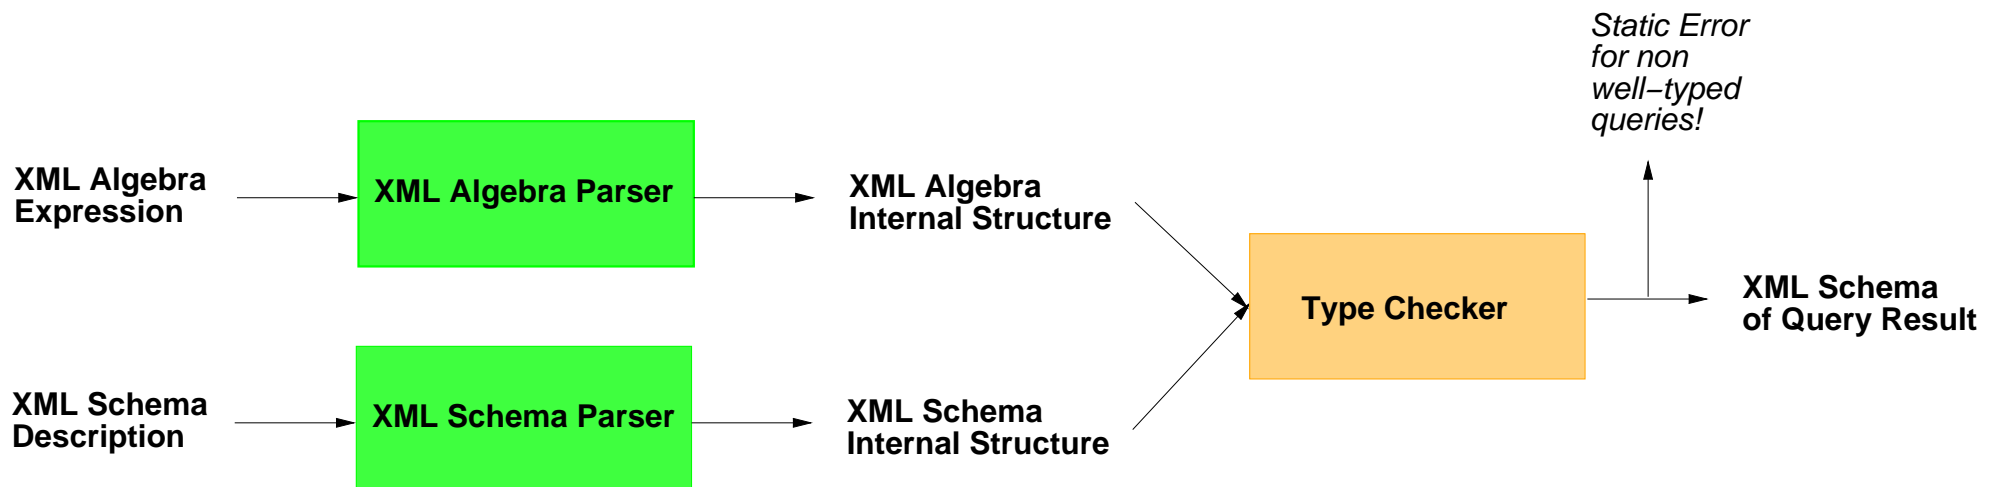 Static Error
for non
well−typed
queries!
XML Algebra
Expression
XML Algebra Parser
XML Algebra
Internal Structure
Type Checker
XML Schema
of Query Result
XML Schema
Description
XML Schema Parser
XML Schema
Internal Structure